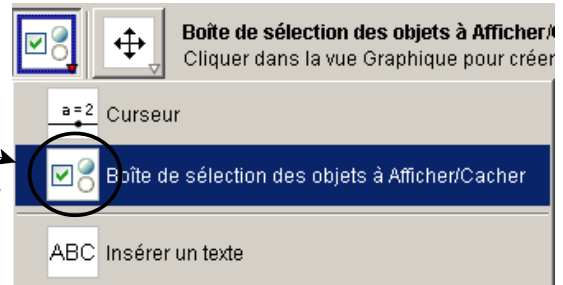 Boîte de sélection des objets à Afficher/
Cliquer dans la vue Graphique pour créer
a=2 Curseur
Boîte de sélection des objets à Afficher/Cacher
ABC Insérer un texte